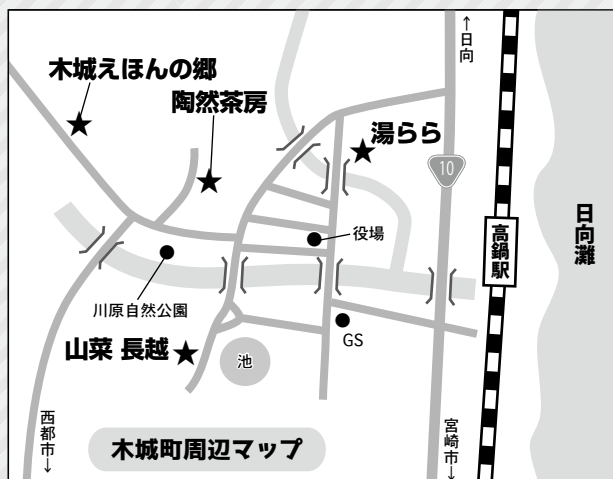 ↑日向
木城えほんの郷
陶然茶房
湯らら
10
日向灘
役場
高鍋駅
川原自然公園
GS
山菜 長越
池
西都市→
宮崎市→
木城町周辺マップ